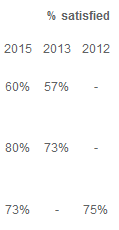 % satisfied
2015 2013 2012
60% 57% -
80% 73% -
73% - 75%